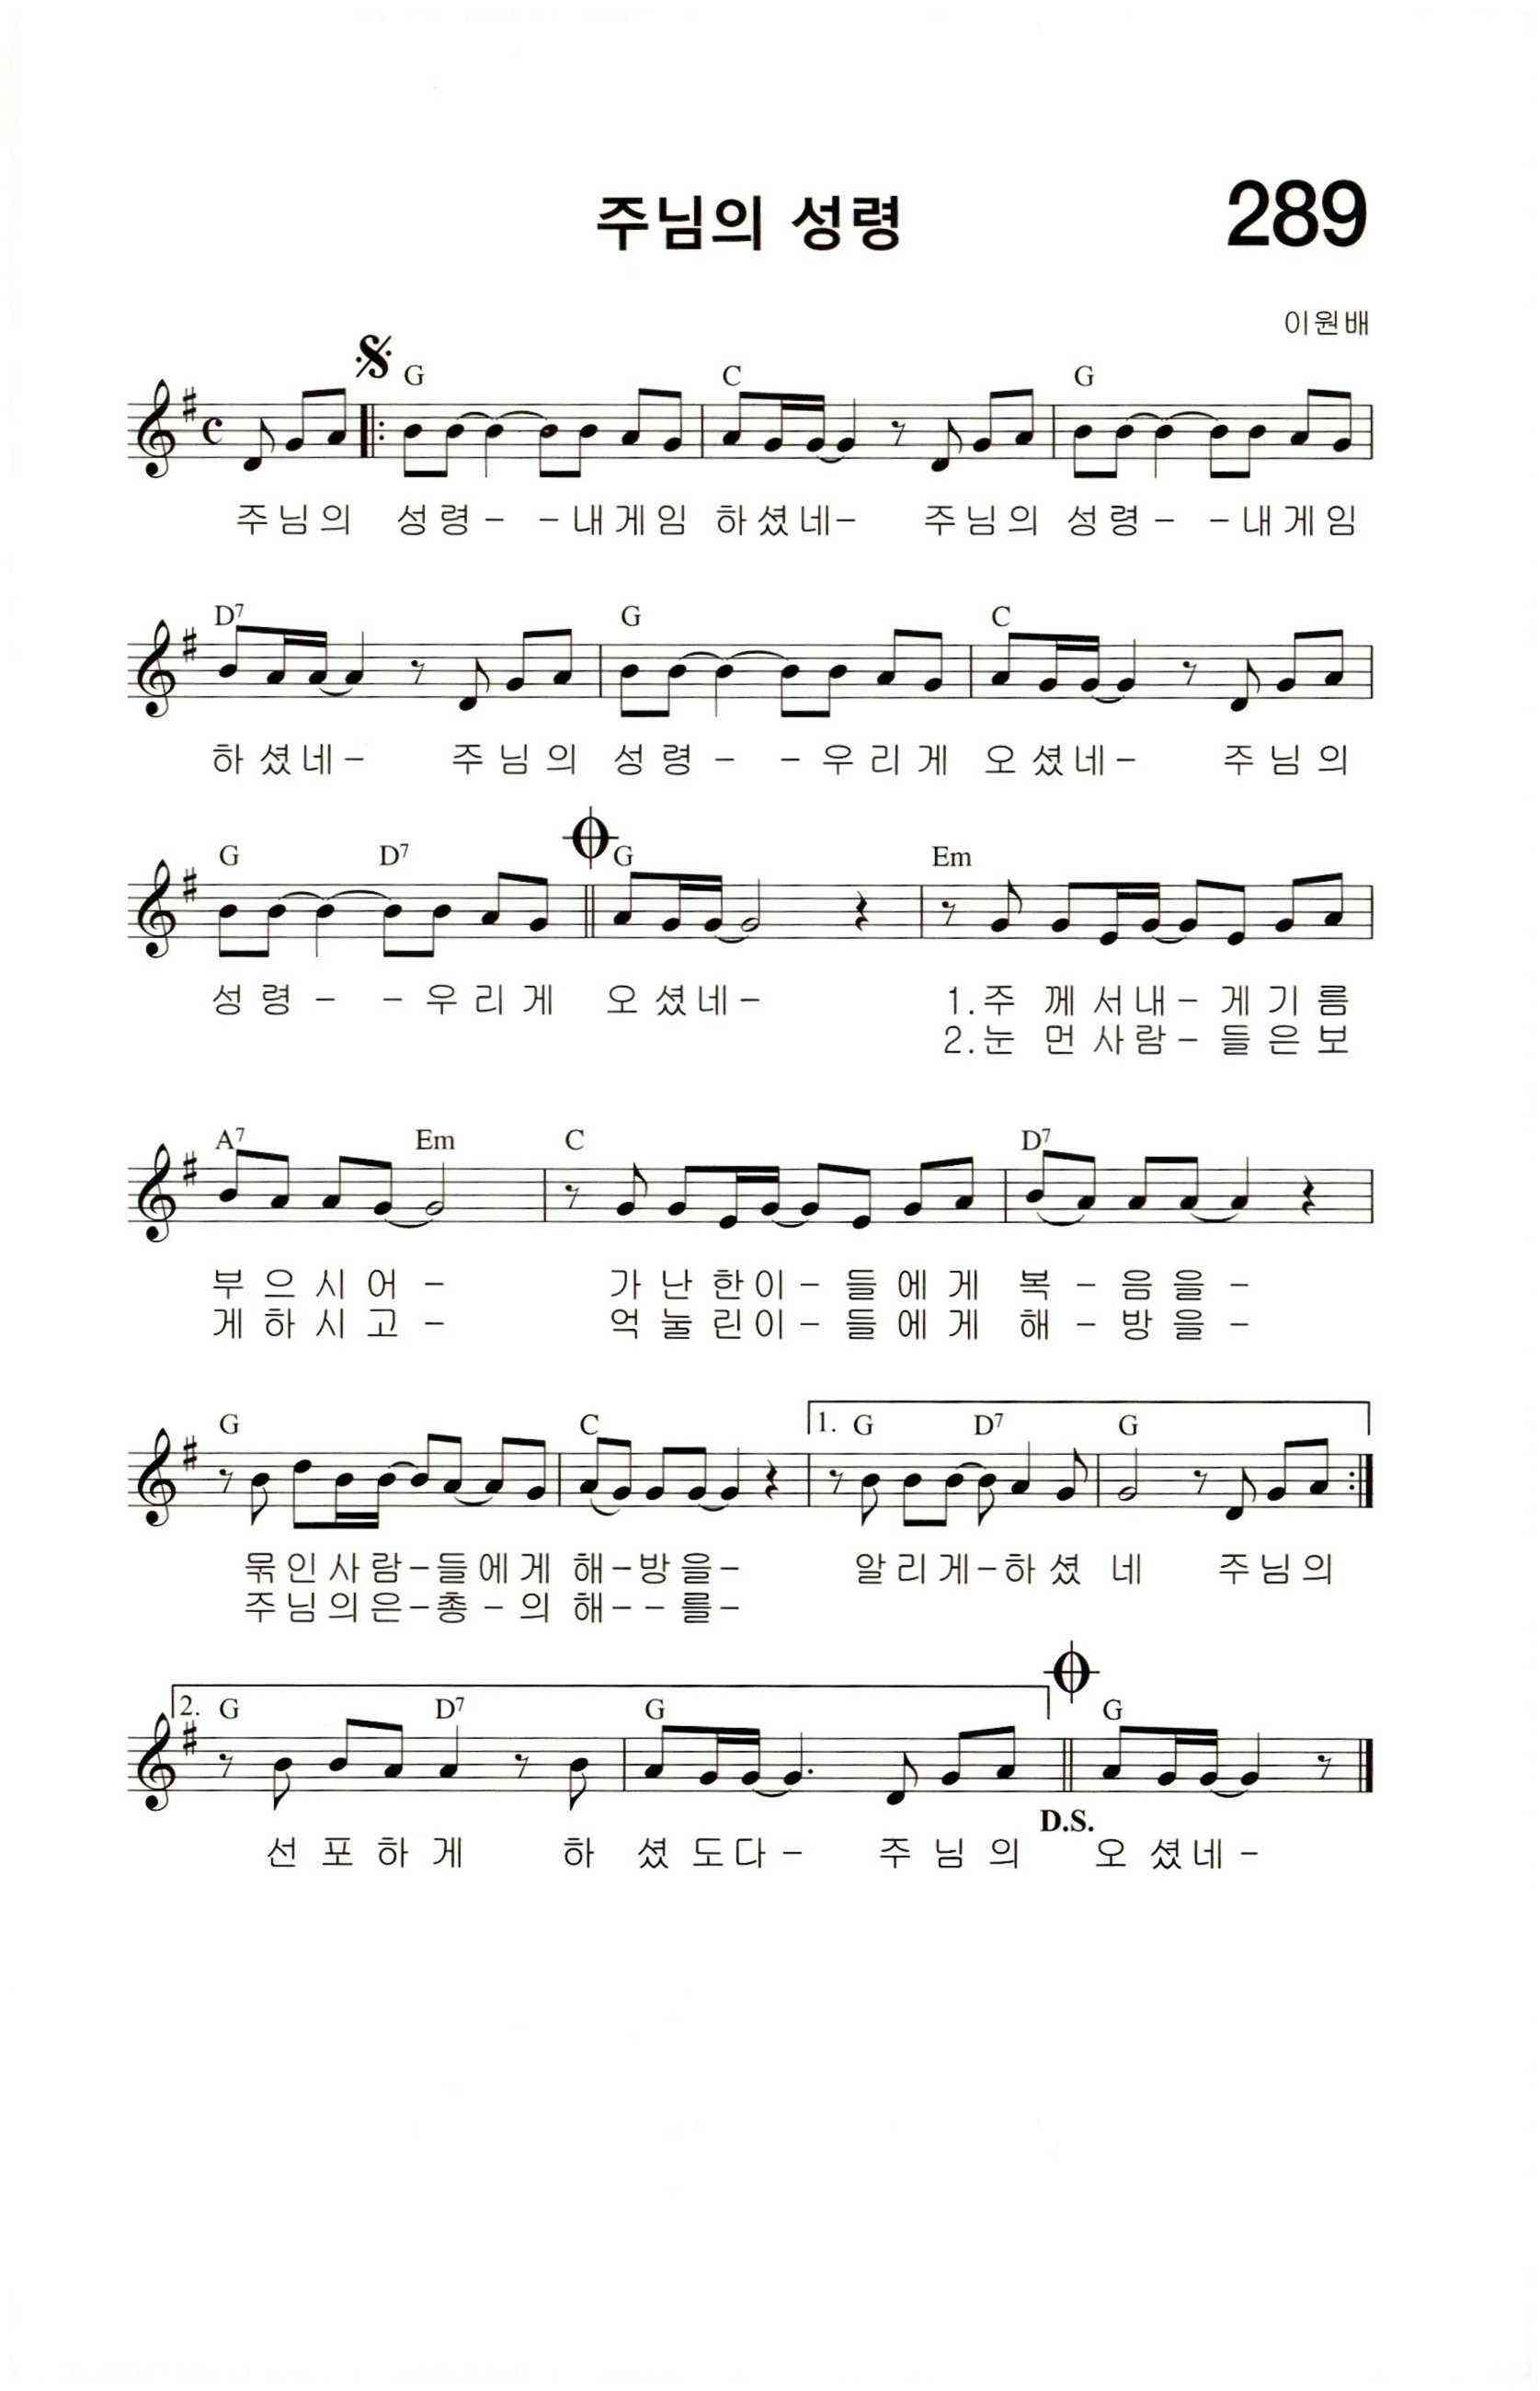 주님의 성령
289
이원배
G C G
주님의 성령- -내게임 하셨네- 주님의 성령- -내게임
D7 G C
하셨네- 주님의 성령- -우리게 오셨네- 주님의
G D7 G Em
성령- -우리게 오셨네- 1.주께서내-게기름
2.눈먼사람-들은보
A7 Em C D7
부으시어- 가난한이-들에게 복-음을-
게하시고- 억눌린이-들에게 해-방을-
G C 1. G D7 G
묶인사람-들에게 해-방을- 알리게-하셨 네 주님의
주님의은-총-의 해--를-
2. G D7 G G
D.S.
선포하게 하 셨도다- 주님의 오셨네-